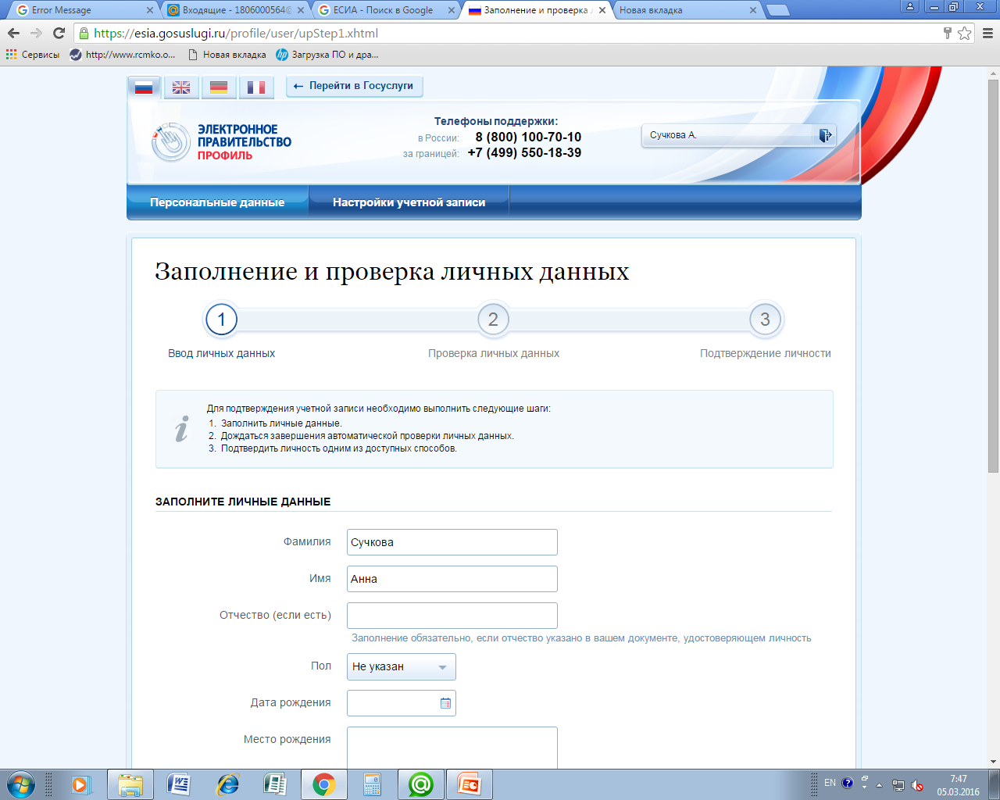 Error Message
Входящие - 1806000564@
ЕСИА - Поиск в Google
Заполнение и проверка
Новая вкладка
https://esia.gosuslugi.ru/profile/user/upStep1.xhtml
Сервисы
http://www.rcmko.o...
Новая вкладка
Загрузка ПО и дра...
← Перейти в Госуслуги
ЭЛЕКТРОННОЕ
ПРАВИТЕЛЬСТВО
ПРОФИЛЬ
Телефоны поддержки:
в России: 8 (800) 100-70-10
за границей: +7 (499) 550-18-39
Сучкова А.
Персональные данные
Настройки учетной записи
Заполнение и проверка личных данных
1
2
3
Ввод личных данных
Проверка личных данных
Подтверждение личности
Для подтверждения учетной записи необходимо выполнить следующие шаги:
1. Заполнить личные данные.
2. Дождаться завершения автоматической проверки личных данных.
3. Подтвердить личность одним из доступных способов.
ЗАПОЛНИТЕ ЛИЧНЫЕ ДАННЫЕ
Фамилия Сучкова
Имя Анна
Отчество (если есть)
Заполнение обязательно, если отчество указано в вашем документе, удостоверяющем личность
Пол Не указан
Дата рождения
Место рождения
EN
7:47
05.03.2016